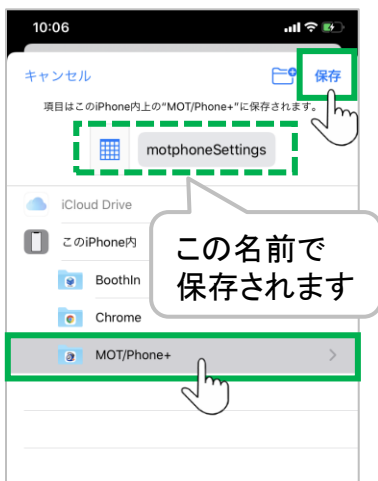 10:06
キャンセル
保存
項目はこのiPhone内上の“MOT/Phone+”に保存されます。
motphoneSettings
iCloud Drive
このiPhone内
この名前で
保存されます
BoothIn
Chrome
MOT/Phone+